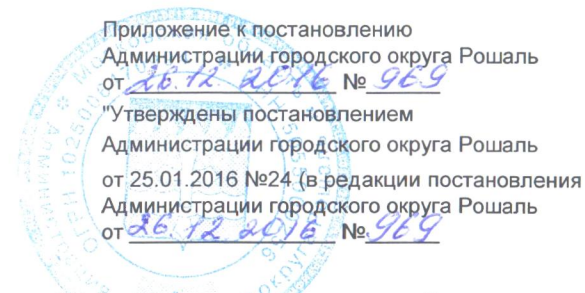 Приложение к постановлению
Администрации городского округа Рошаль
от 26.12 2016 № 969
"Утверждены постановлением
Администрации городского округа Рошаль
от 25.01.2016 №24 (в редакции постановления
Администрации городского округа Рошаль
от 26.12 2016 № 969